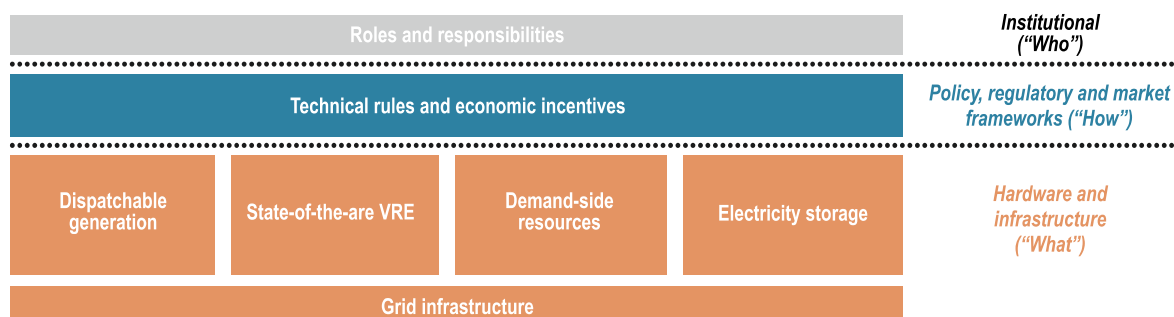 Roles and responsibilities
Institutional
(“Who”)
Technical rules and economic incentives
Policy, regulatory and market
frameworks (“How”)
Dispatchable
generation
State-of-the-are VRE
Demand-side
resources
Electricity storage
Hardware and
infrastructure
(“What”)
Grid infrastructure